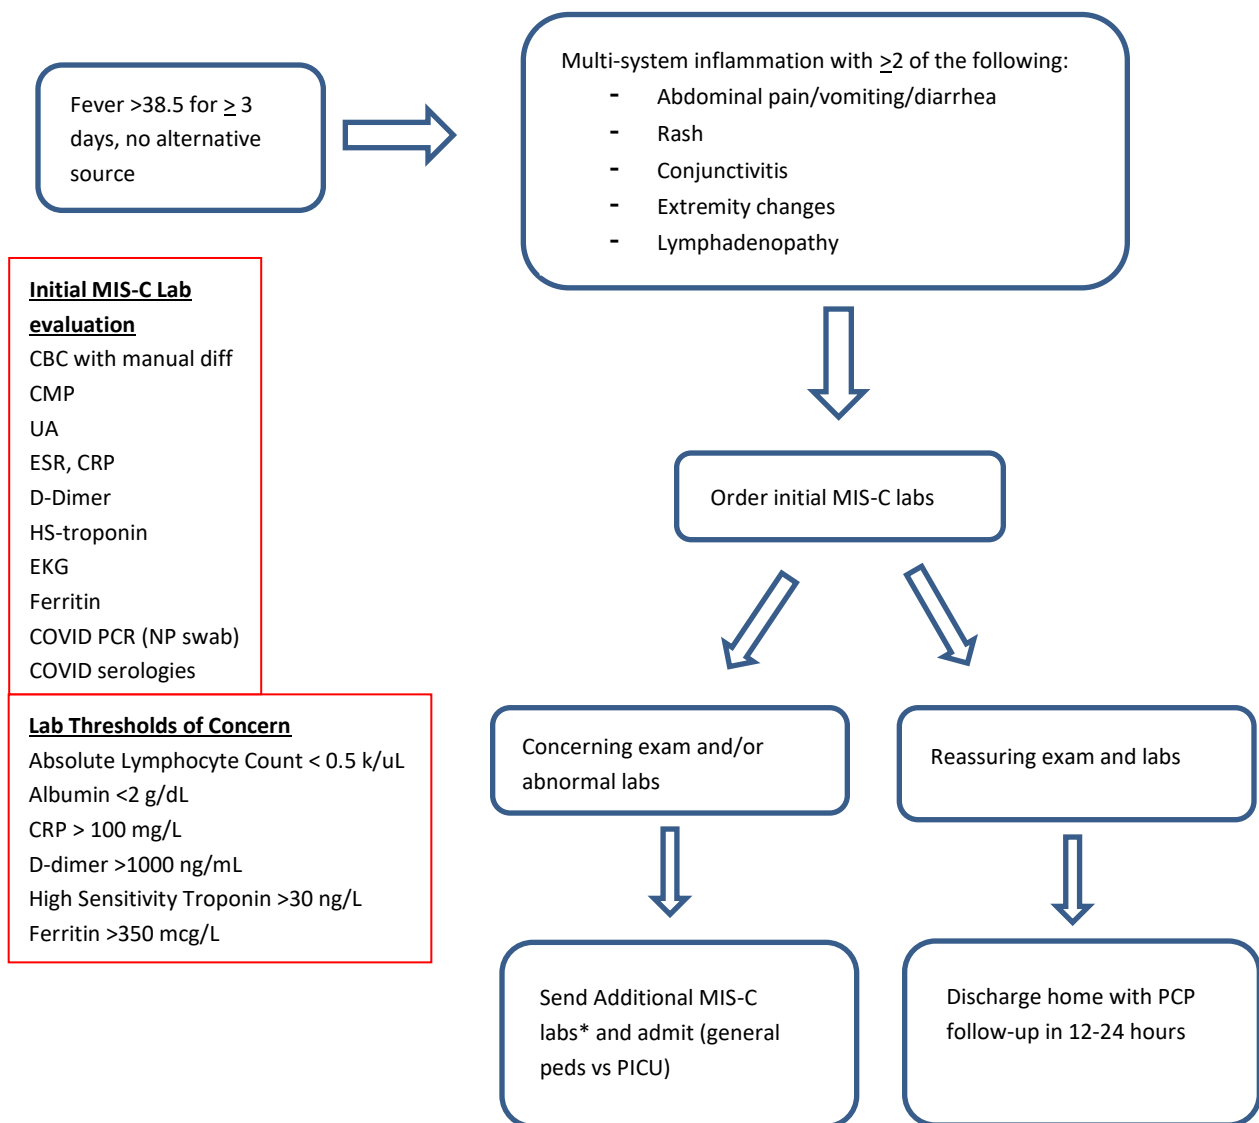 Fever >38.5 for ≥ 3
days, no alternative
source
Multi-system inflammation with ≥2 of the following:
- Abdominal pain/vomiting/diarrhea
- Rash
- Conjunctivitis
- Extremity changes
- Lymphadenopathy
Initial MIS-C Lab
evaluation
CBC with manual diff
CMP
UA
ESR, CRP
D-Dimer
HS-troponin
EKG
Ferritin
COVID PCR (NP swab)
COVID serologies
Order initial MIS-C labs
Lab Thresholds of Concern
Absolute Lymphocyte Count < 0.5 k/uL
Albumin <2 g/dL
CRP > 100 mg/L
D-dimer >1000 ng/mL
High Sensitivity Troponin >30 ng/L
Ferritin >350 mcg/L
Concerning exam and/or
abnormal labs
Reassuring exam and labs
Send Additional MIS-C
labs* and admit (general
peds vs PICU)
Discharge home with PCP
follow-up in 12-24 hours